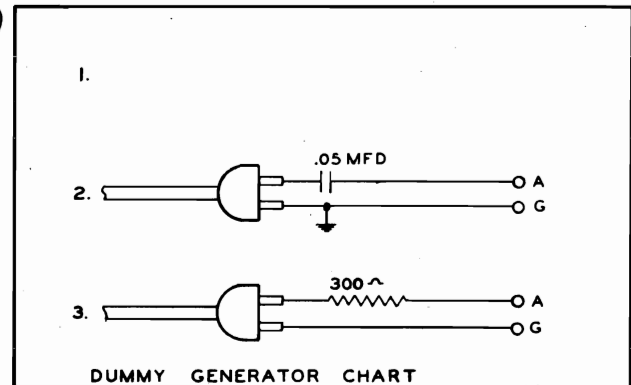 1.
.05 MFD
A
2.
G
300 ~
A
3.
G
DUMMY GENERATOR CHART